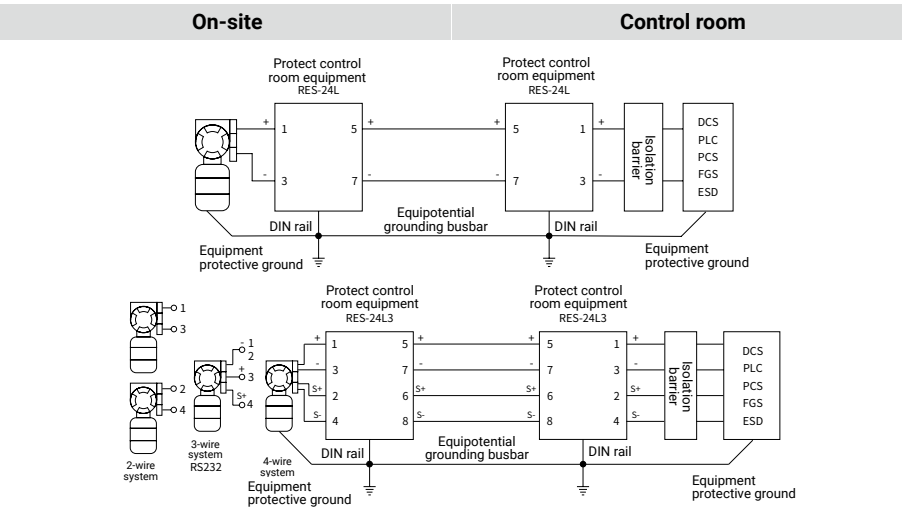 On-site
Control room
Protect control
room equipment
RES-24L
Protect control
room equipment
RES-24L
+ 1 5 +
+ 5 1 +
- 3 7 -
- 7 3 -
Isolation
barrier
DCS
PLC
PCS
FGS
ESD
DIN rail
Equipotential
grounding busbar
DIN rail
Equipment
protective ground
Equipment
protective ground
Protect control
room equipment
RES-24L3
Protect control
room equipment
RES-24L3
1
3
2
4
2-wire
system
- 1
2
+ 3
S+ 4
3-wire
system
RS232
4-wire
system
+ 1 5 +
- 3 7 -
S+ 2 6 S+
S- 4 8 S-
+ 5 1 +
- 7 3 -
S+ 6 2 S+
S- 8 4 S-
Isolation
barrier
DCS
PLC
PCS
FGS
ESD
DIN rail
Equipotential
grounding busbar
DIN rail
Equipment
protective ground
Equipment
protective ground